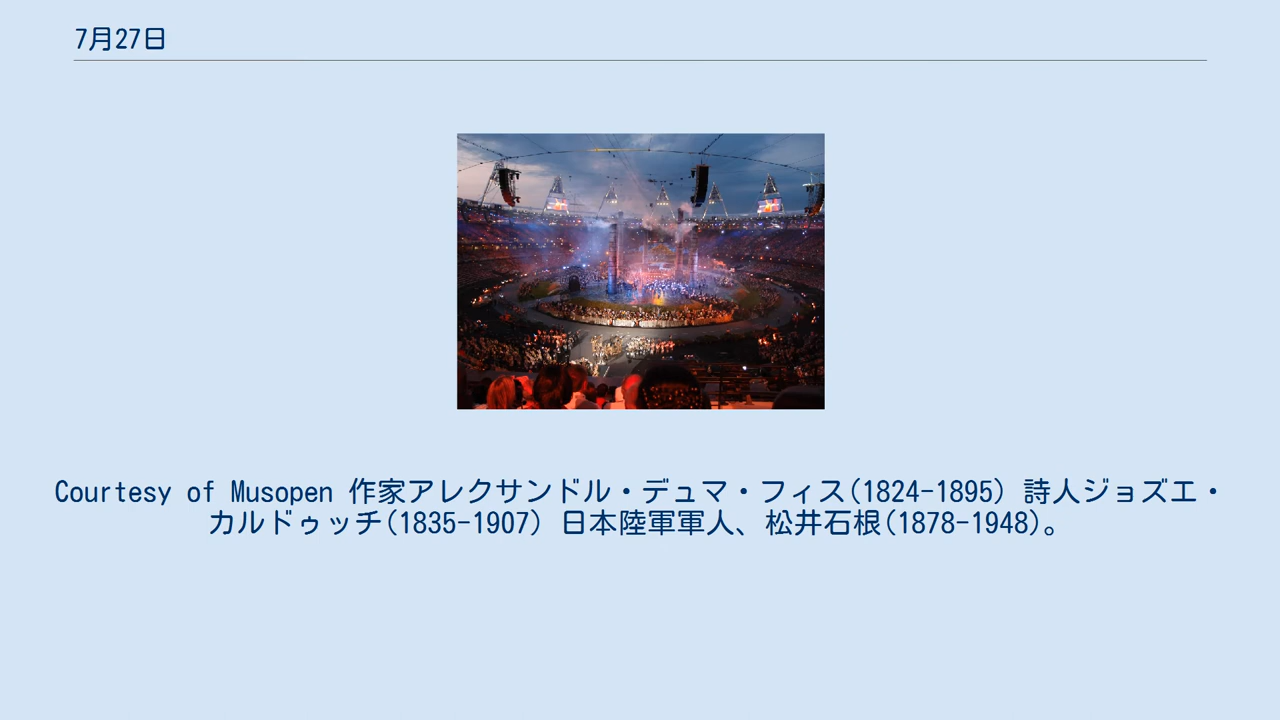 7月27日
Courtesy of Musopen 作家アレクサンドル・デュマ・フィス(1824-1895) 詩人ジョズエ・
カルドゥッチ(1835-1907) 日本陸軍軍人、松井石根(1878-1948)。